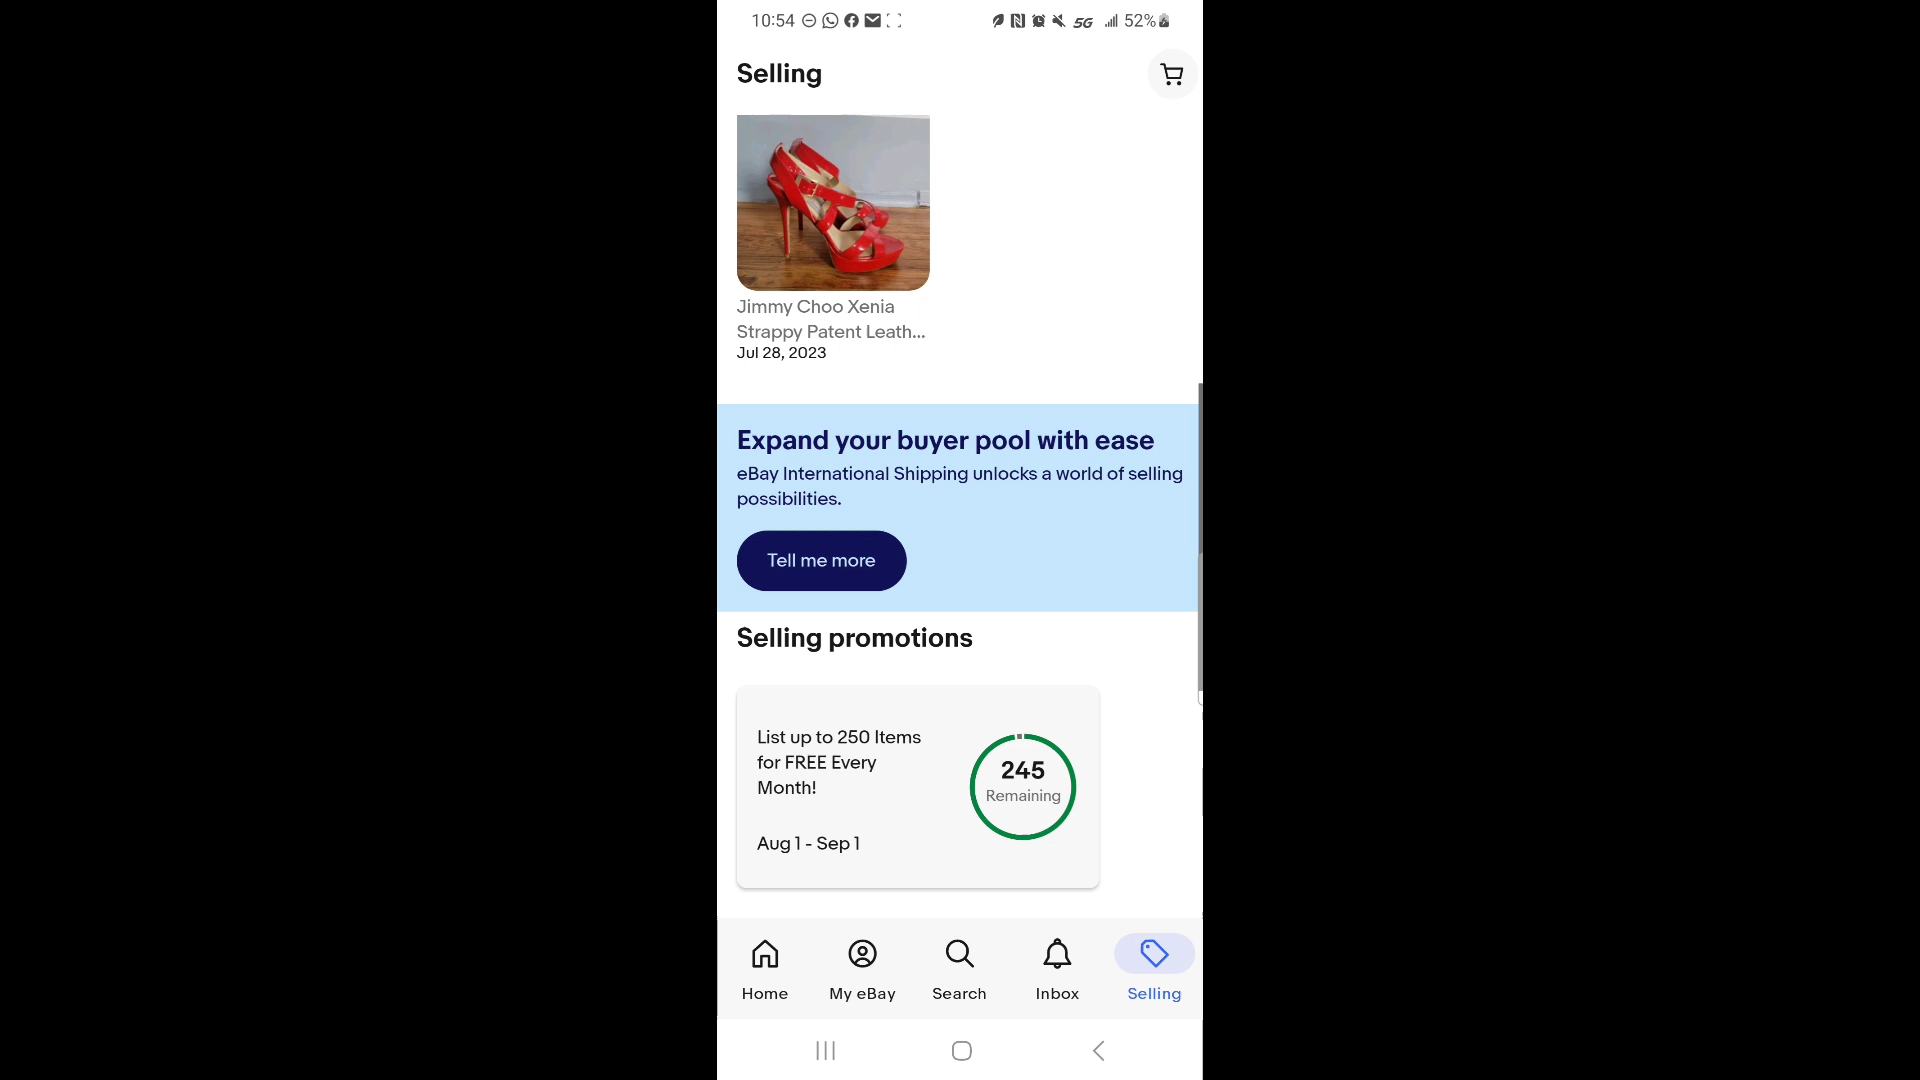 10:54 5G 52%
Selling
Jimmy Choo Xenia
Strappy Patent Leath...
Jul 28, 2023
Expand your buyer pool with ease
eBay International Shipping unlocks a world of selling
possibilities.
Tell me more
Selling promotions
List up to 250 Items
for FREE Every
Month!
245
Remaining
Aug 1 - Sep 1
Home My eBay Search Inbox Selling